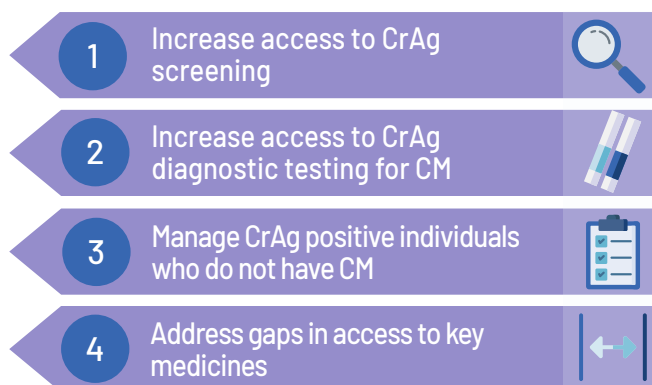 1
Increase access to CrAg
screening
2
Increase access to CrAg
diagnostic testing for CM
3
Manage CrAg positive individuals
who do not have CM
4
Address gaps in access to key
medicines